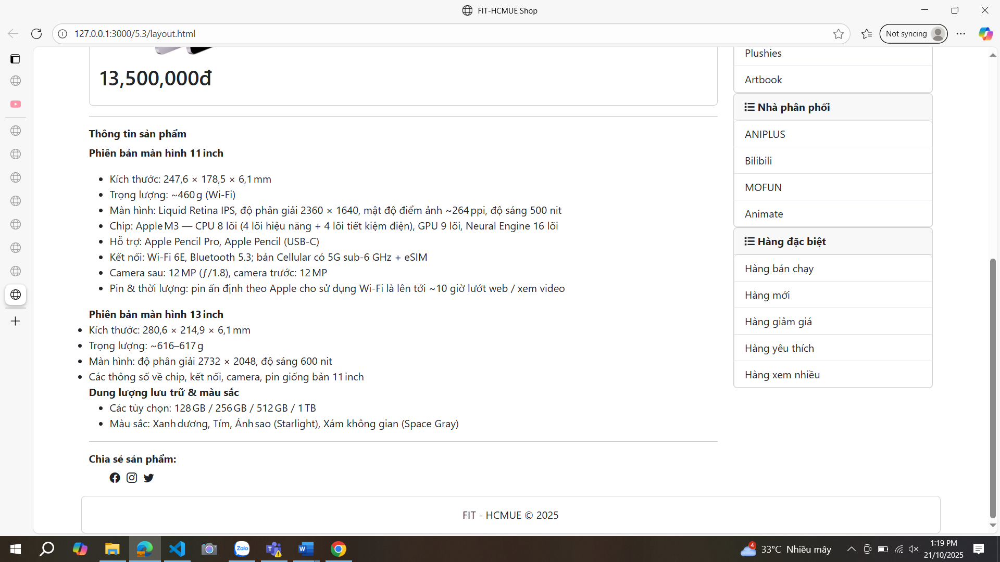 FIT-HCMUE Shop
127.0.0.1:3000/5.3/layout.html
Not syncing
13,500,000đ
Thông tin sản phẩm
Phiên bản màn hình 11 inch
Kích thước: 247,6 × 178,5 × 6,1 mm
Trọng lượng: ~460 g (Wi-Fi)
Màn hình: Liquid Retina IPS, độ phân giải 2360 × 1640, mật độ điểm ảnh ~264 ppi, độ sáng 500 nit
Chip: Apple M3 — CPU 8 lõi (4 lõi hiệu năng + 4 lõi tiết kiệm điện), GPU 9 lõi, Neural Engine 16 lõi
Hỗ trợ: Apple Pencil Pro, Apple Pencil (USB-C)
Kết nối: Wi-Fi 6E, Bluetooth 5.3; bản Cellular có 5G sub-6 GHz + eSIM
Camera sau: 12 MP (ƒ/1.8), camera trước: 12 MP
Pin & thời lượng: pin ấn định theo Apple cho sử dụng Wi-Fi là lên tới ~10 giờ lướt web / xem video
Phiên bản màn hình 13 inch
Kích thước: 280,6 × 214,9 × 6,1 mm
Trọng lượng: ~616–617 g
Màn hình: độ phân giải 2732 × 2048, độ sáng 600 nit
Các thông số về chip, kết nối, camera, pin giống bản 11 inch
Dung lượng lưu trữ & màu sắc
Các tùy chọn: 128 GB / 256 GB / 512 GB / 1 TB
Màu sắc: Xanh dương, Tím, Ánh sao (Starlight), Xám không gian (Space Gray)
Chia sẻ sản phẩm:
Plushies
Artbook
Nhà phân phối
ANIPLUS
Bilibili
MOFUN
Animate
Hàng đặc biệt
Hàng bán chạy
Hàng mới
Hàng giảm giá
Hàng yêu thích
Hàng xem nhiều
FIT - HCMUE © 2025
Zalo
4
33°C Nhiều mây
1:19 PM
21/10/2025